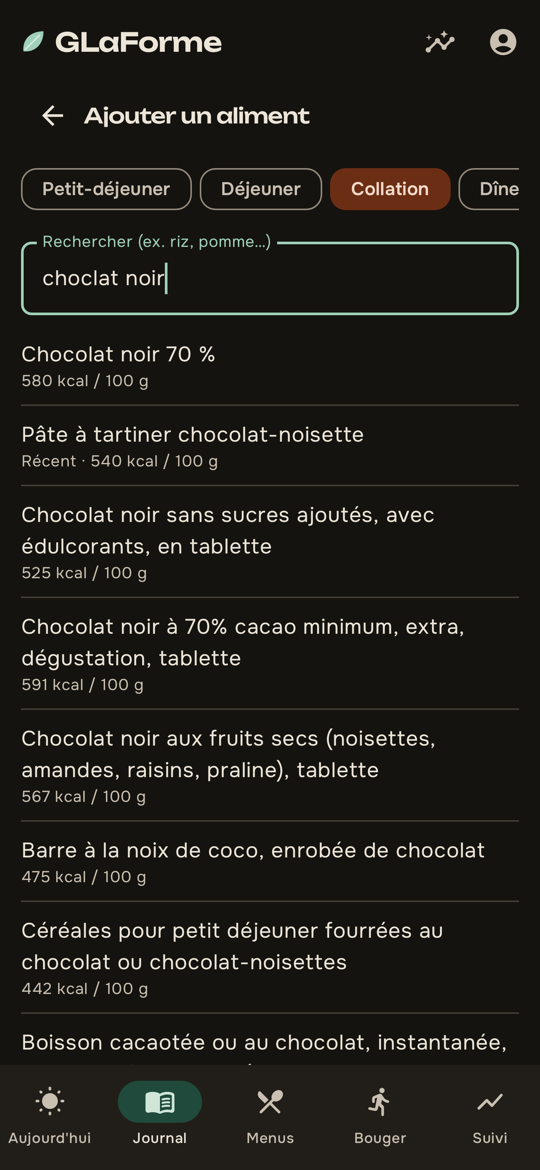 GLaForme
Ajouter un aliment
Petit-déjeuner
Déjeuner
Collation
Dîne
Rechercher (ex. riz, pomme…)
choclat noir
Chocolat noir 70 %
580 kcal / 100 g
Pâte à tartiner chocolat-noisette
Récent · 540 kcal / 100 g
Chocolat noir sans sucres ajoutés, avec
édulcorants, en tablette
525 kcal / 100 g
Chocolat noir à 70% cacao minimum, extra,
dégustation, tablette
591 kcal / 100 g
Chocolat noir aux fruits secs (noisettes,
amandes, raisins, praline), tablette
567 kcal / 100 g
Barre à la noix de coco, enrobée de chocolat
475 kcal / 100 g
Céréales pour petit déjeuner fourrées au
chocolat ou chocolat-noisettes
442 kcal / 100 g
Boisson cacaotée ou au chocolat, instantanée,
Aujourd'hui
Journal
Menus
Bouger
Suivi